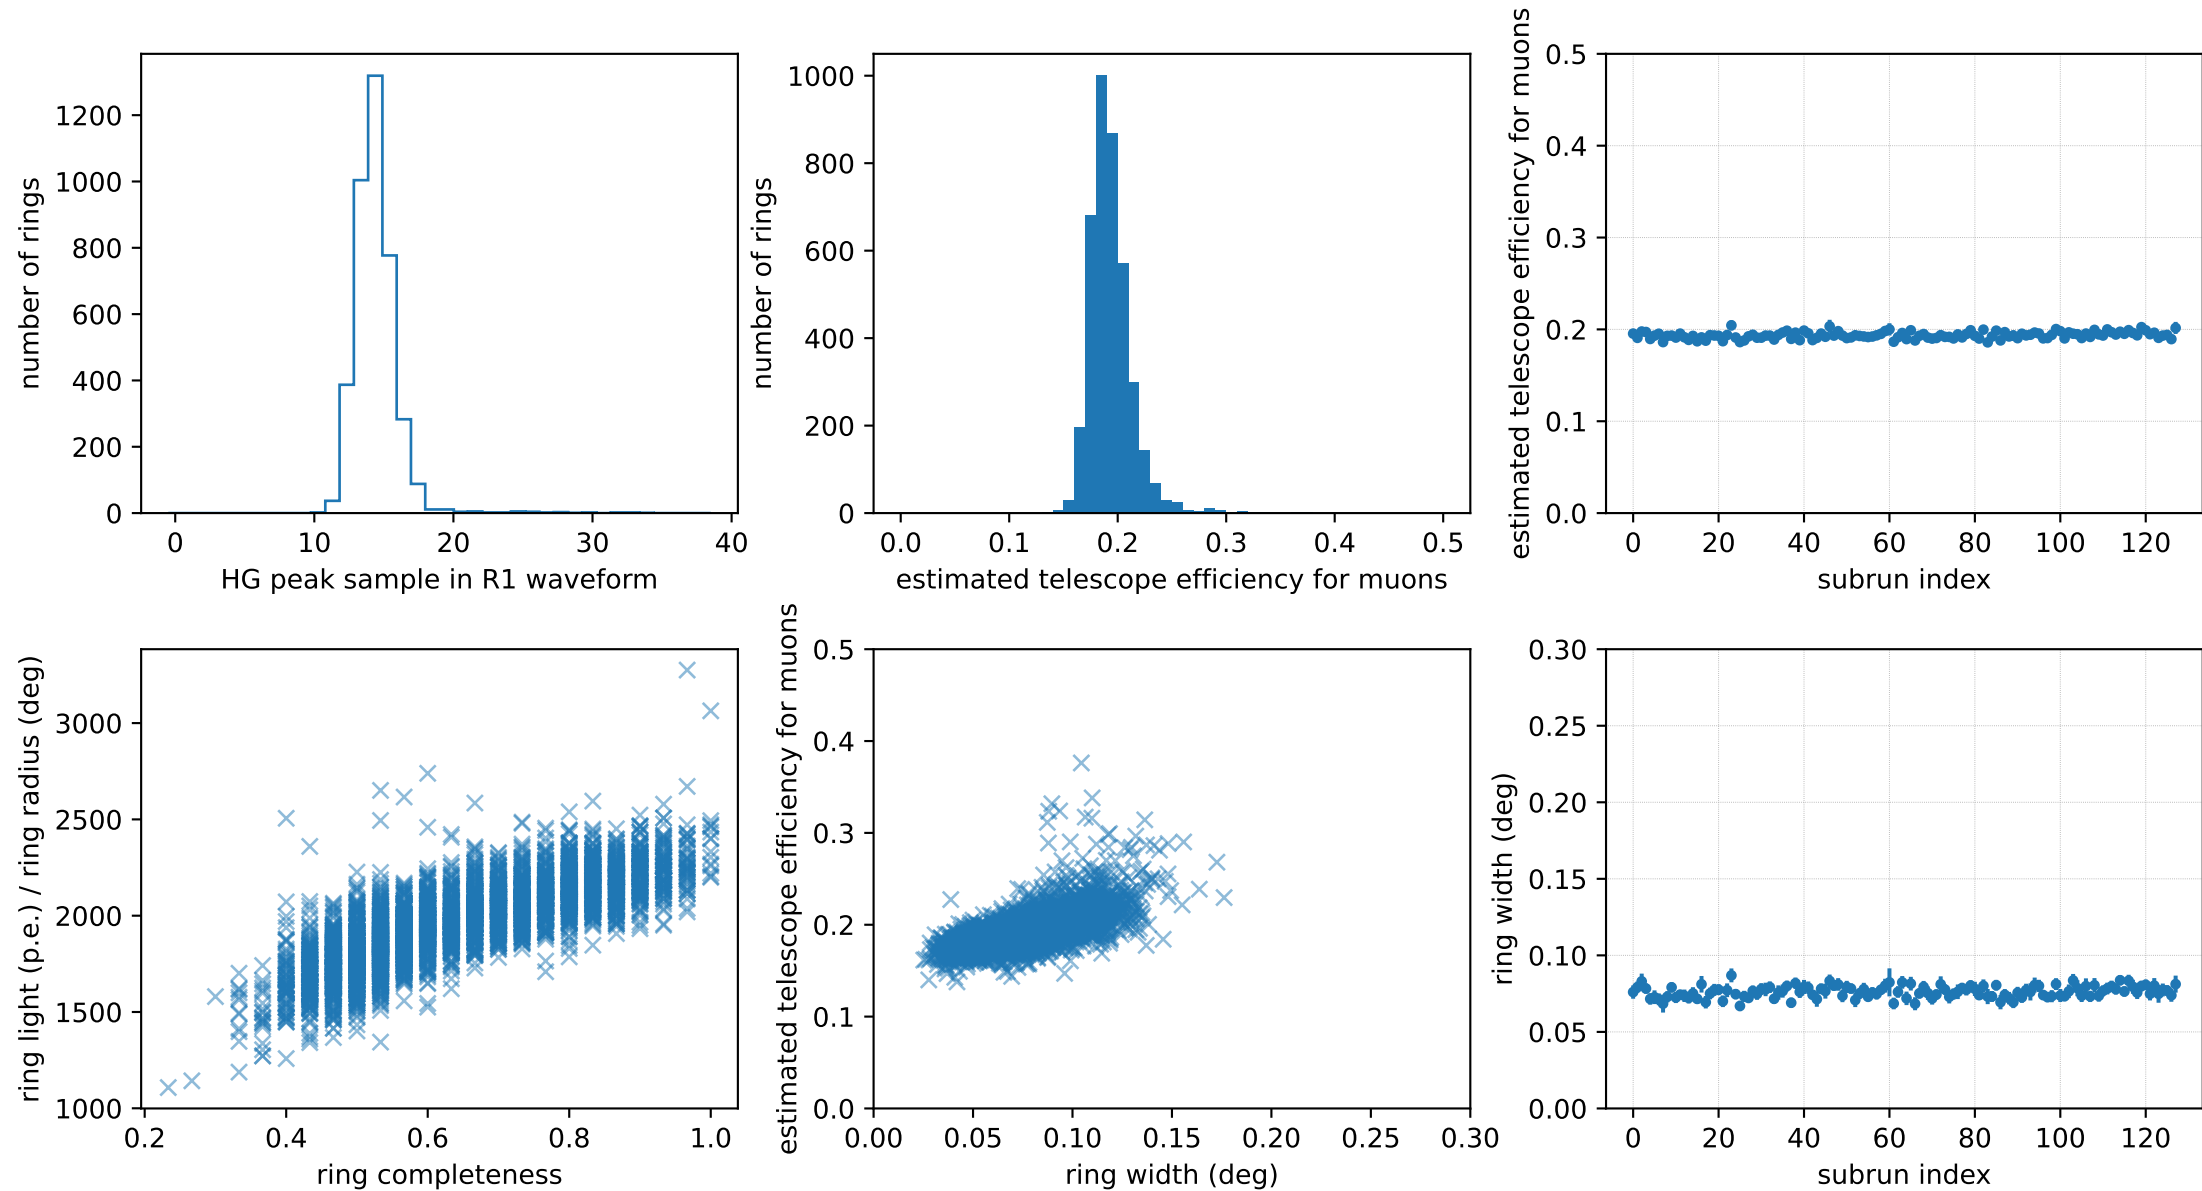 number of rings
1200
1000
800
600
400
200
0
0 10 20 30 40
HG peak sample in R1 waveform
number of rings
1000
800
600
400
200
0
0.0 0.1 0.2 0.3 0.4 0.5
estimated telescope efficiency for muons
estimated telescope efficiency for muons
0.5
0.4
0.3
0.2
0.1
0.0
0 20 40 60 80 100 120
subrun index
ring light (p.e.) / ring radius (deg)
3000
2500
2000
1500
1000
0.2 0.4 0.6 0.8 1.0
ring completeness
estimated telescope efficiency for muons
0.5
0.4
0.3
0.2
0.1
0.0
0.00 0.05 0.10 0.15 0.20 0.25 0.30
ring width (deg)
ring width (deg)
0.30
0.25
0.20
0.15
0.10
0.05
0.00
0 20 40 60 80 100 120
subrun index